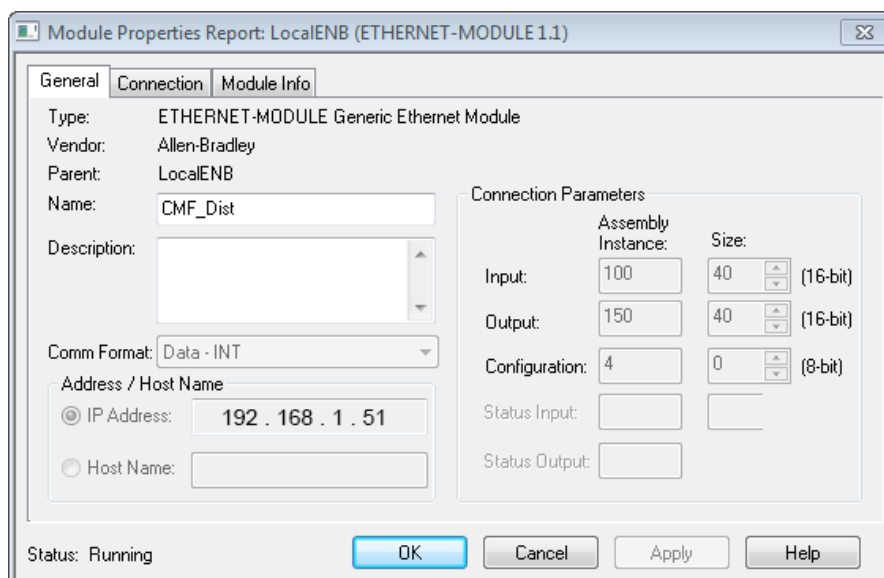 Module Properties Report: LocalENB (ETHERNET-MODULE 1.1)
General Connection Module Info
Type: ETHERNET-MODULE Generic Ethernet Module
Vendor: Allen-Bradley
Parent: LocalENB
Name: CMF_Dist
Description:
Comm Format: Data - INT
Address / Host Name
IP Address: 192 . 168 . 1 . 51
Host Name:
Connection Parameters
Assembly Instance: Size:
Input: 100 40 (16-bit)
Output: 150 40 (16-bit)
Configuration: 4 0 (8-bit)
Status Input:
Status Output:
Status: Running
OK Cancel Apply Help